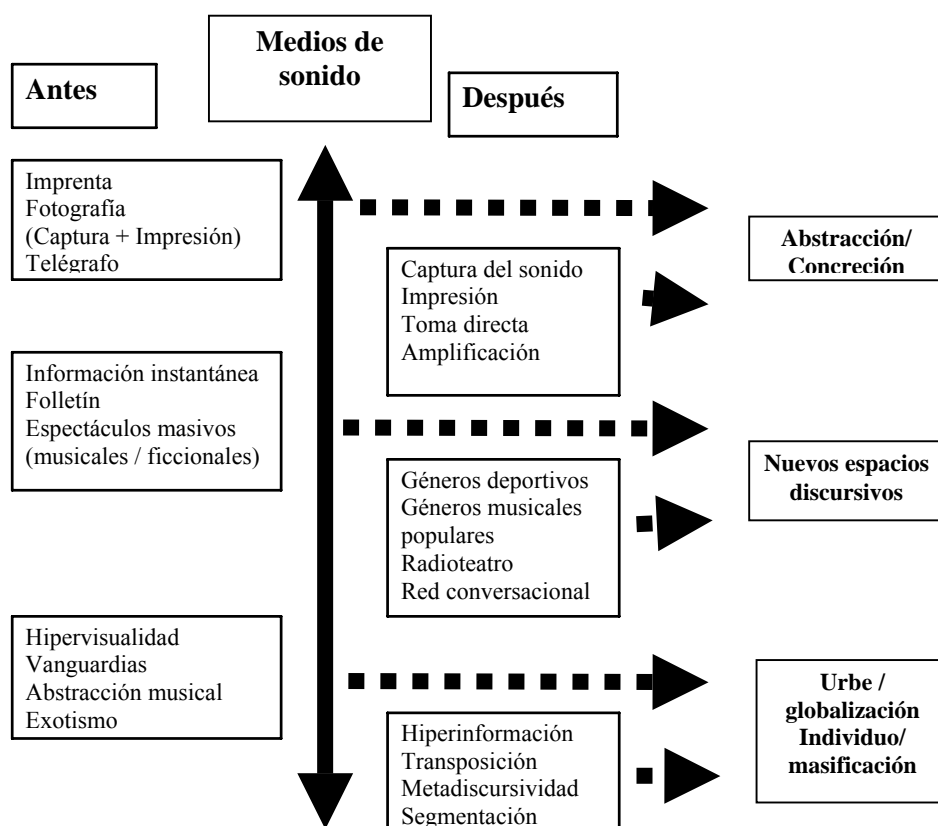 Medios de
sonido
Antes
Después
Imprenta
Fotografía
(Captura + Impresión)
Telégrafo
Captura del sonido
Impresión
Toma directa
Amplificación
Abstracción/
Concreción
Información instantánea
Folletín
Espectáculos masivos
(musicales / ficcionales)
Géneros deportivos
Géneros musicales
populares
Radioteatro
Red conversacional
Nuevos espacios
discursivos
Hipervisualidad
Vanguardias
Abstracción musical
Exotismo
Hiperinformación
Transposición
Metadiscursividad
Segmentación
Urbe /
globalización
Individuo/
masificación